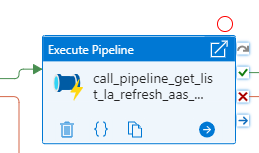 Execute Pipeline
call_pipeline_get_lis
t_la_refresh_aas_...
{}